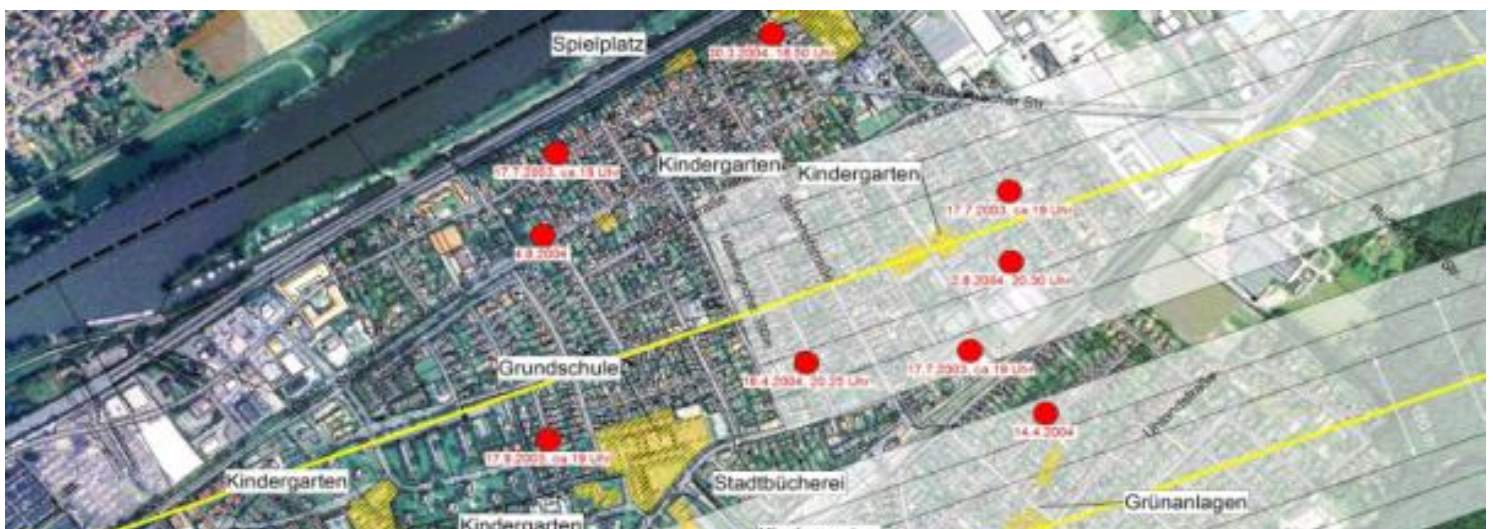 Spielplatz
30.3.2004, 18.50 Uhr
17.7.2003, ca.19 Uhr
Kindergarten
Kindergarten
17.7.2003, ca.19 Uhr
4.8.2004
2.8.2004, 20.30 Uhr
Grundschule
18.4.2004, 20.25 Uhr
17.7.2003, ca.19 Uhr
14.4.2004
17.9.2003, ca.19 Uhr
Kindergarten
Stadtbücherei
Grünanlagen
Kindergarten